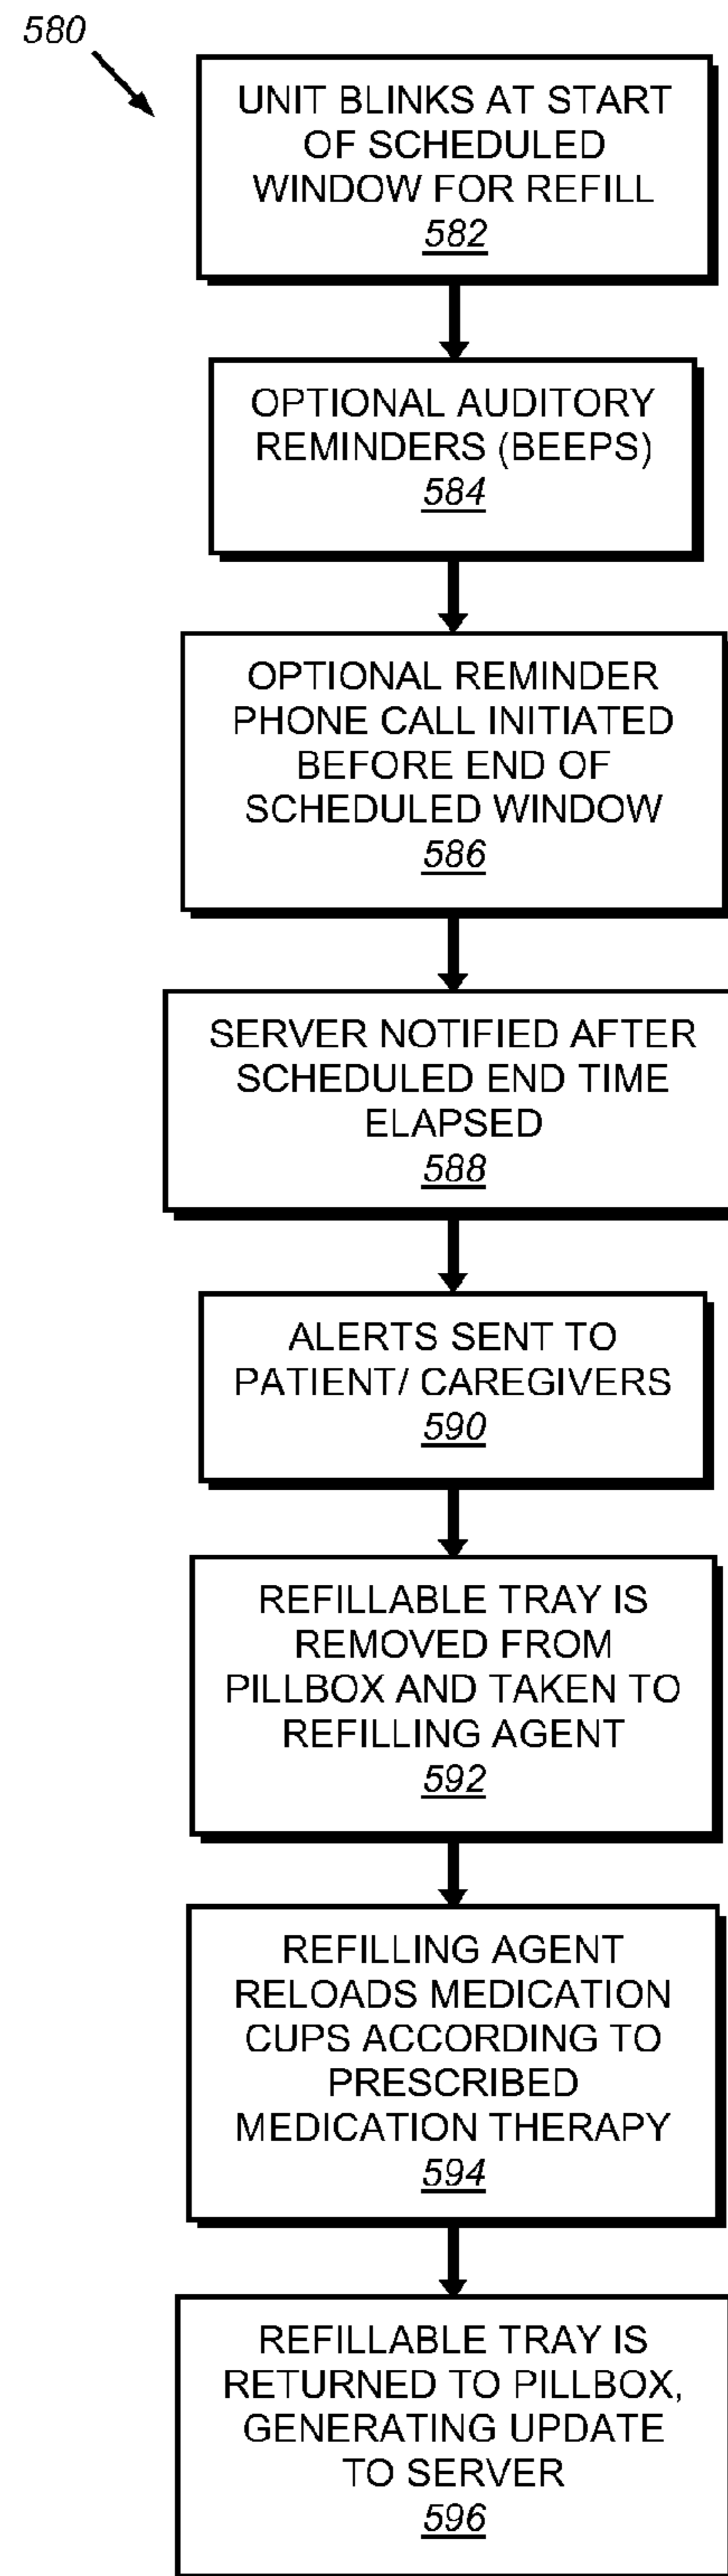 580
UNIT BLINKS AT START
OF SCHEDULED
WINDOW FOR REFILL
582
OPTIONAL AUDITORY
REMINDERS (BEEPS)
584
OPTIONAL REMINDER
PHONE CALL INITIATED
BEFORE END OF
SCHEDULED WINDOW
586
SERVER NOTIFIED AFTER
SCHEDULED END TIME
ELAPSED
588
ALERTS SENT TO
PATIENT/ CAREGIVERS
590
REFILLABLE TRAY IS
REMOVED FROM
PILLBOX AND TAKEN TO
REFILLING AGENT
592
REFILLING AGENT
RELOADS MEDICATION
CUPS ACCORDING TO
PRESCRIBED
MEDICATION THERAPY
594
REFILLABLE TRAY IS
RETURNED TO PILLBOX,
GENERATING UPDATE
TO SERVER
596